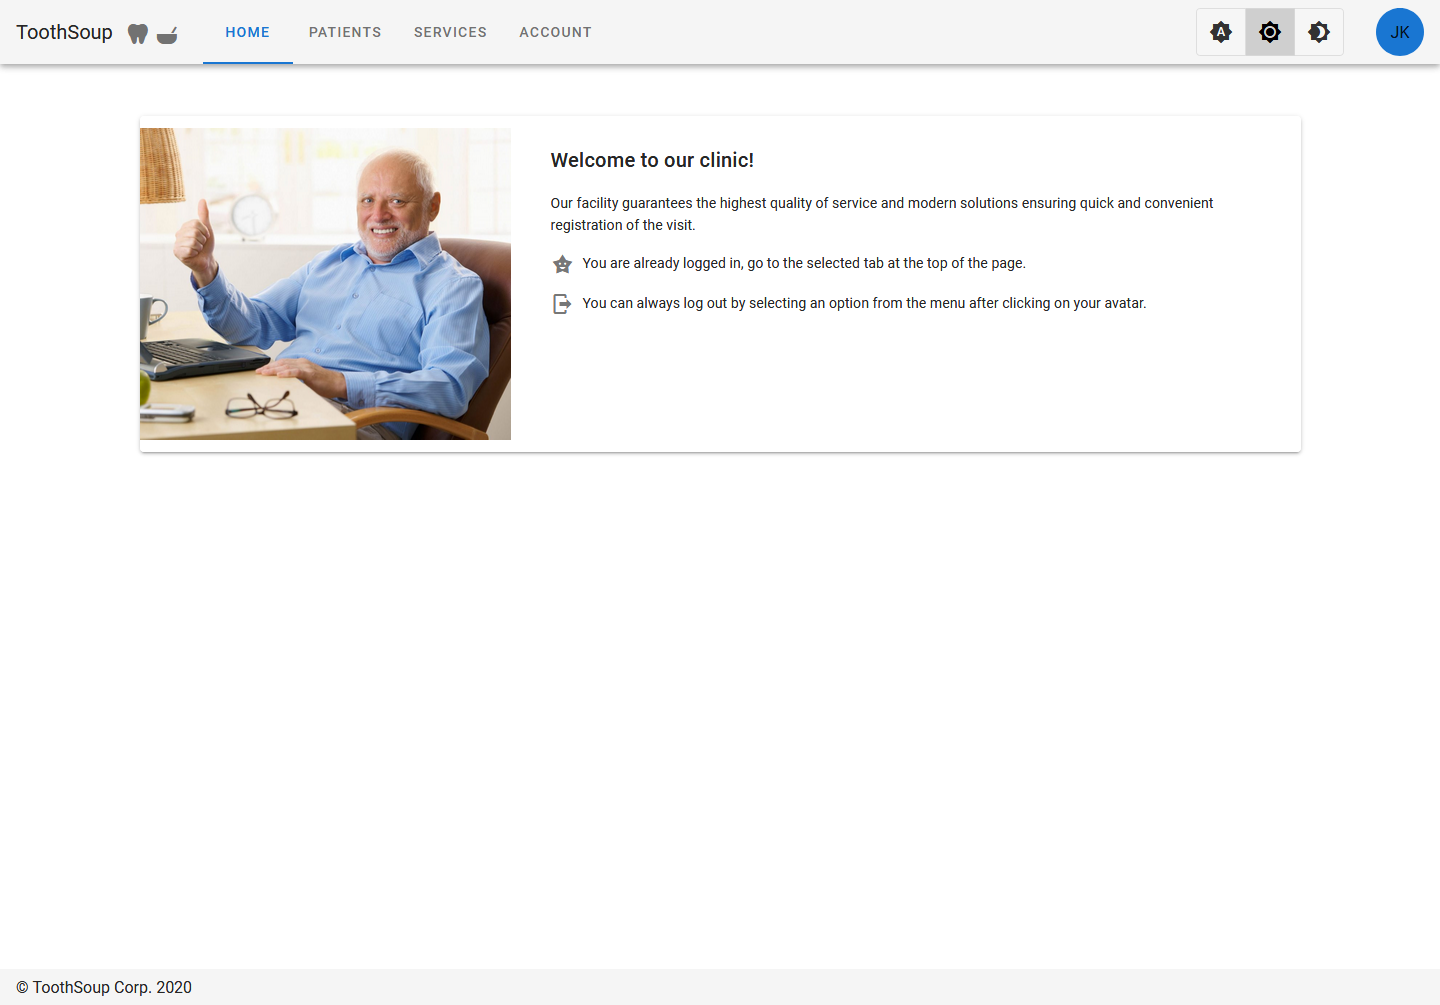 ToothSoup HOME PATIENTS SERVICES ACCOUNT A JK
Welcome to our clinic!
Our facility guarantees the highest quality of service and modern solutions ensuring quick and convenient
registration of the visit.
You are already logged in, go to the selected tab at the top of the page.
You can always log out by selecting an option from the menu after clicking on your avatar.
© ToothSoup Corp. 2020